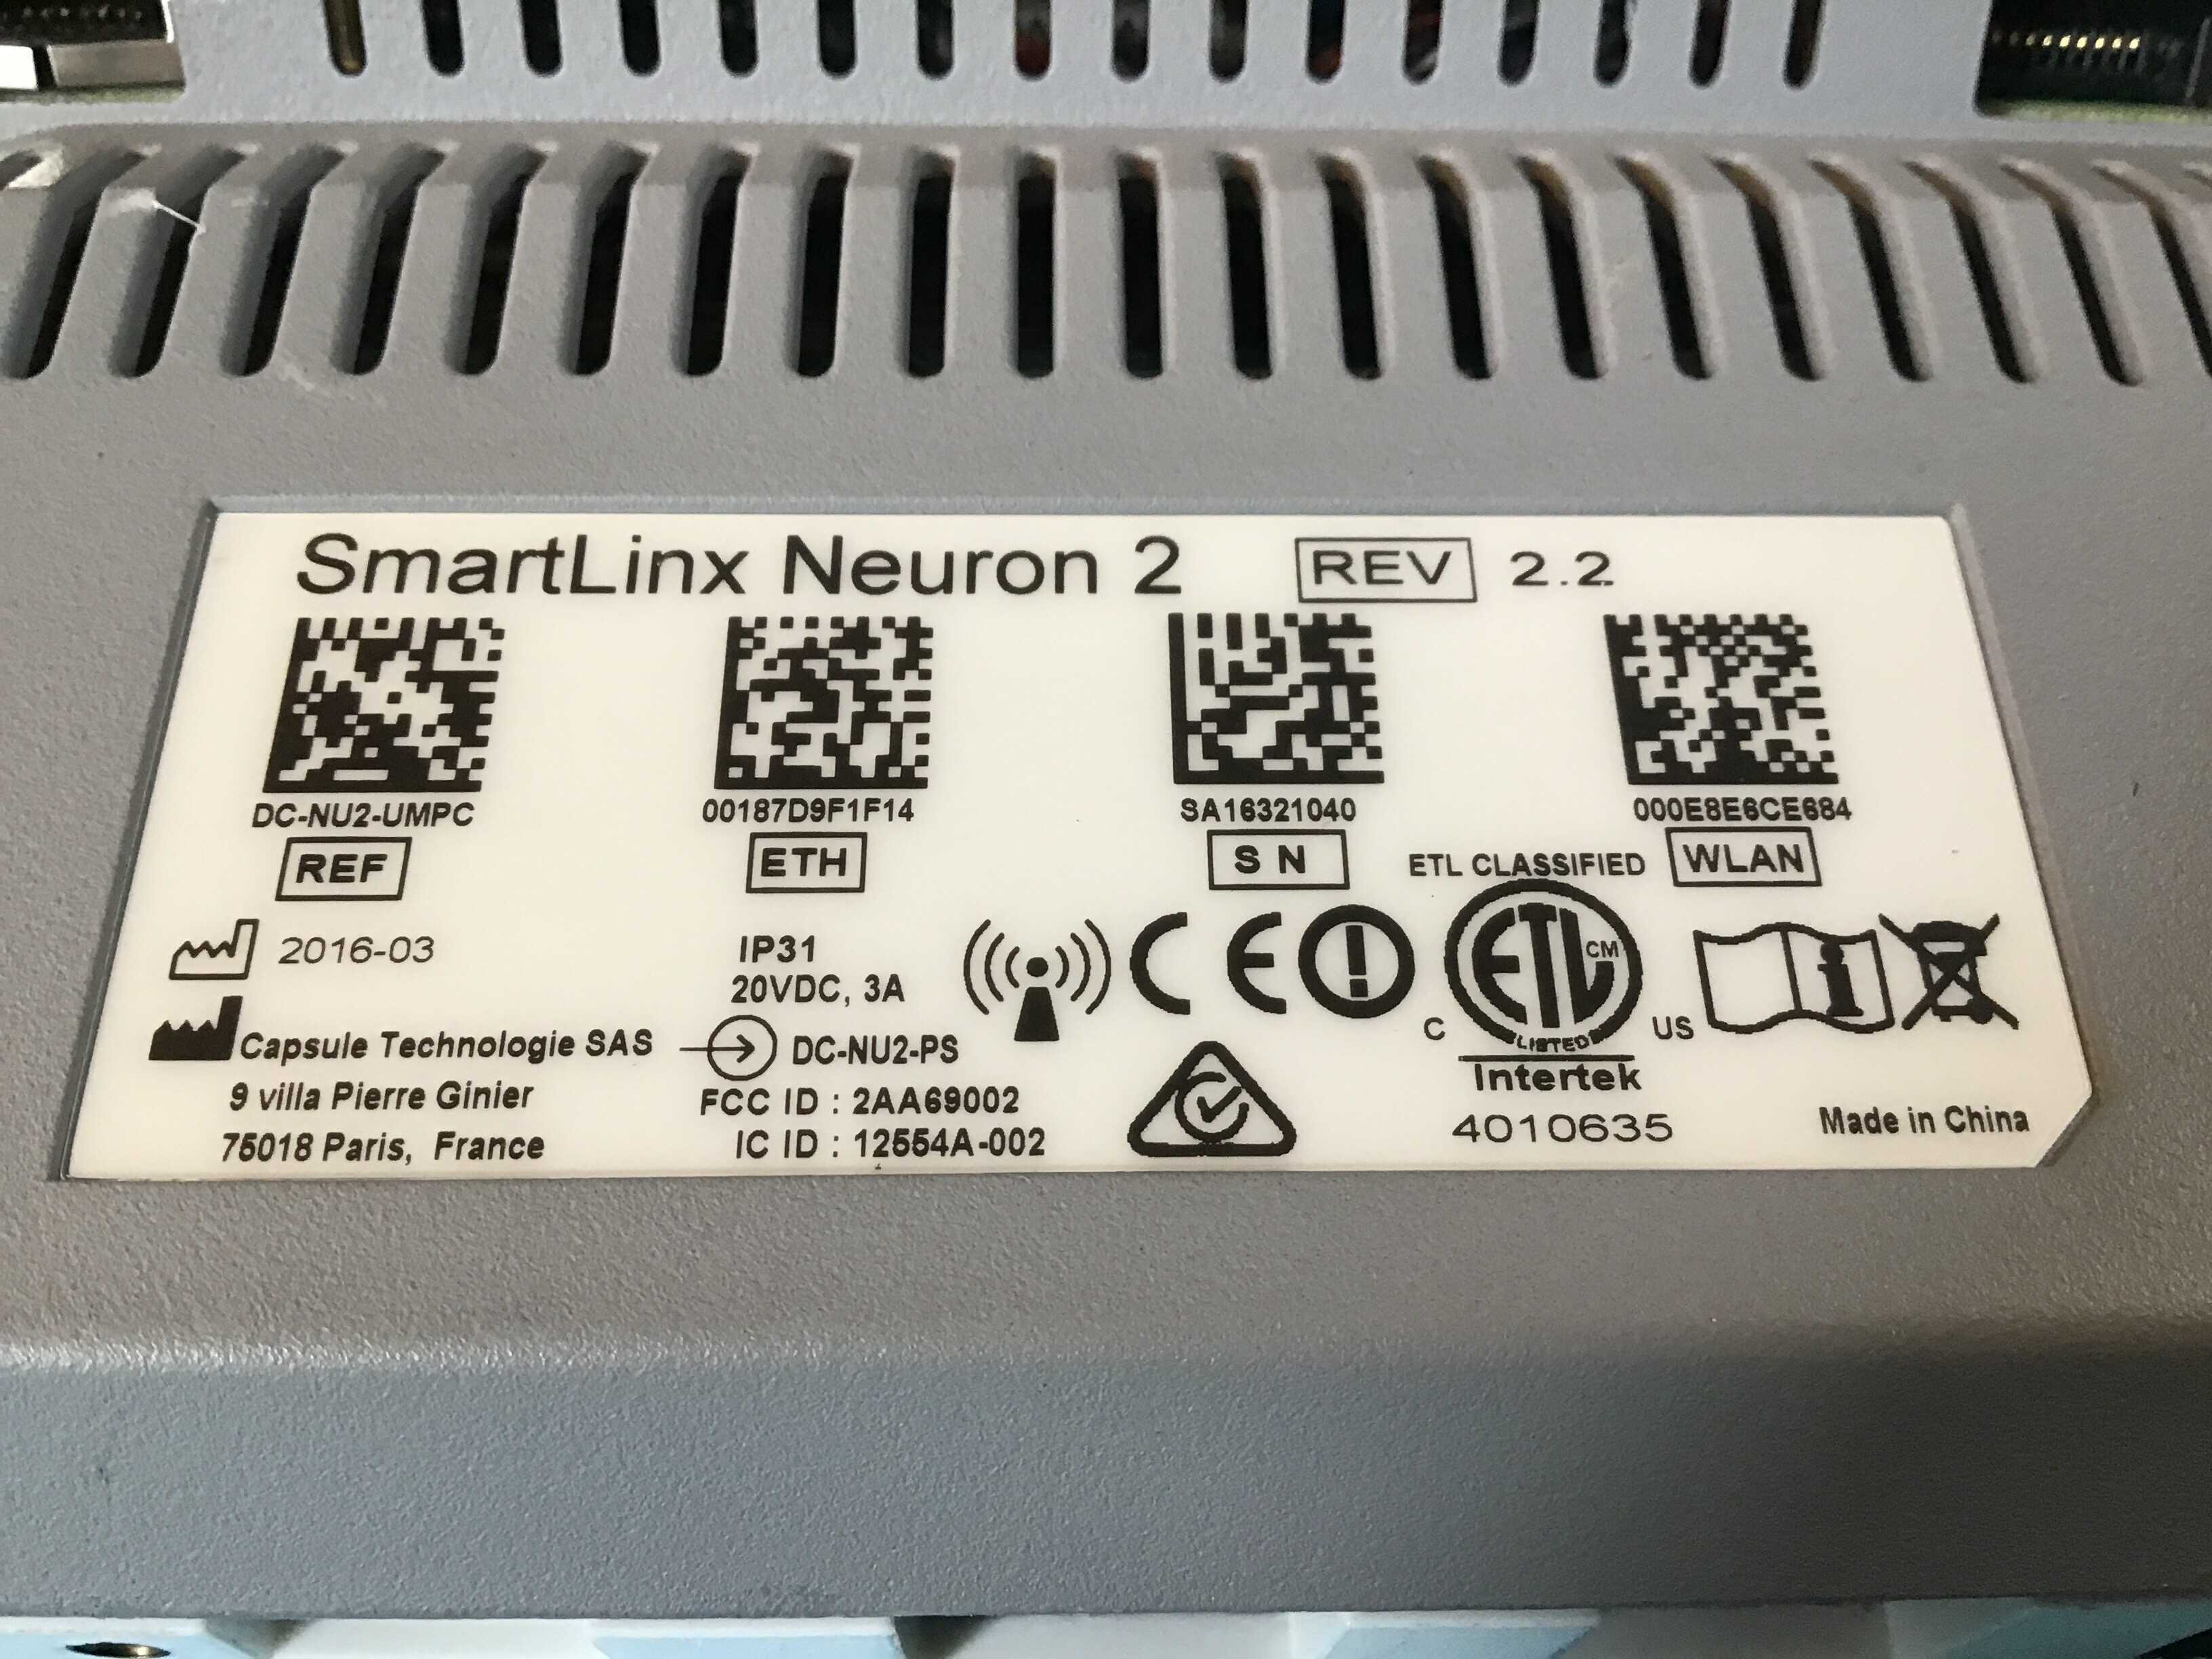 SmartLinx Neuron 2 REV 2.2
DC-NU2-UMPC 00187D9F1F14 SA16321040 000E8E6CE684
REF ETH S N WLAN
ETL CLASSIFIED
2016-03 IP31
20VDC, 3A
CE
ETL CM
LISTED
C US
Intertek
4010635
Capsule Technologie SAS
9 villa Pierre Ginier
75018 Paris, France
DC-NU2-PS
FCC ID : 2AA69002
IC ID : 12554A-002
Made in China